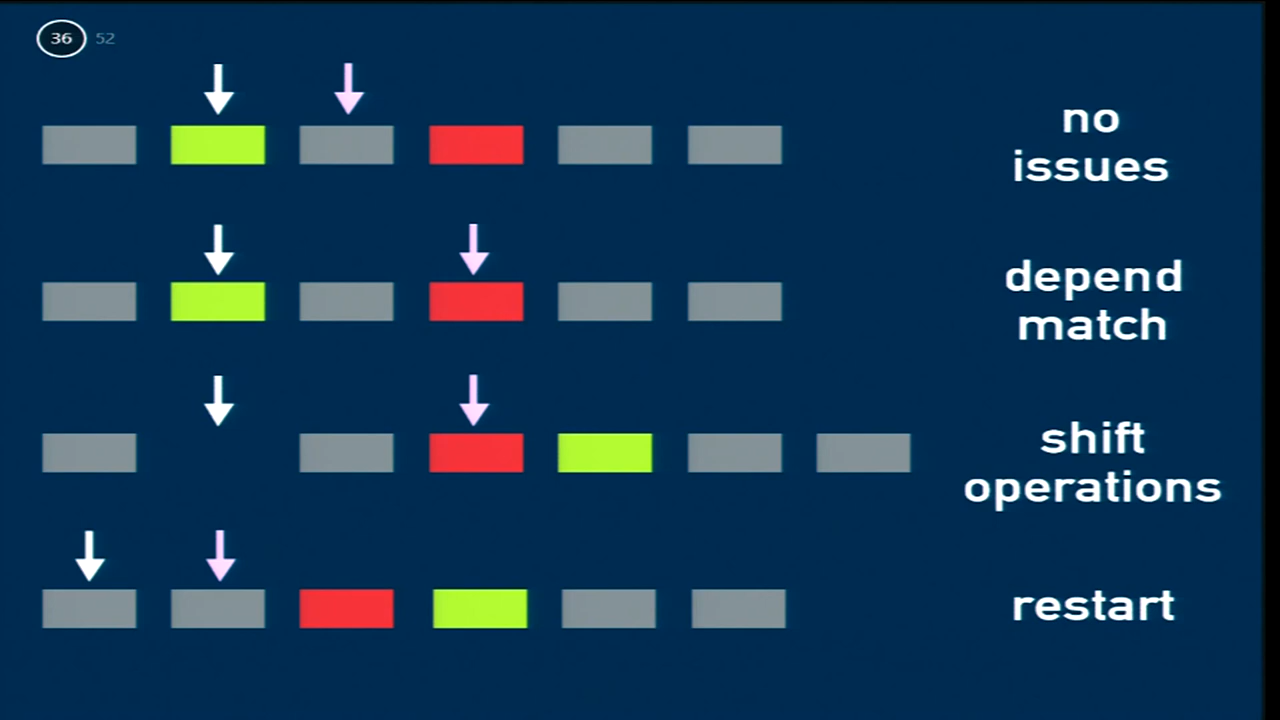 36 52
no
issues
depend
match
shift
operations
restart